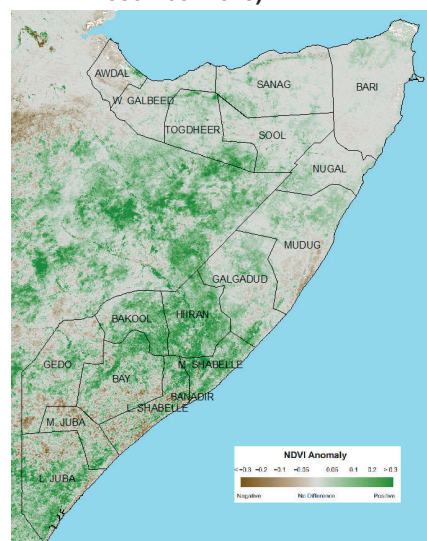 AWDAL
SANAG
BARI
W. GALBEED
TOGDHEER
SOOL
NUGAL
MUDUG
GALGADUD
HIIRAN
BAKOOL
GEDO
M. SHABELLE
BAY
BANADIR
L. SHABELLE
M. JUBA
L. JUBA
NDVI Anomaly
< -0.3 -0.2 -0.1 -0.05 0.05 0.1 0.2 > 0.3
Negative No Difference Positive